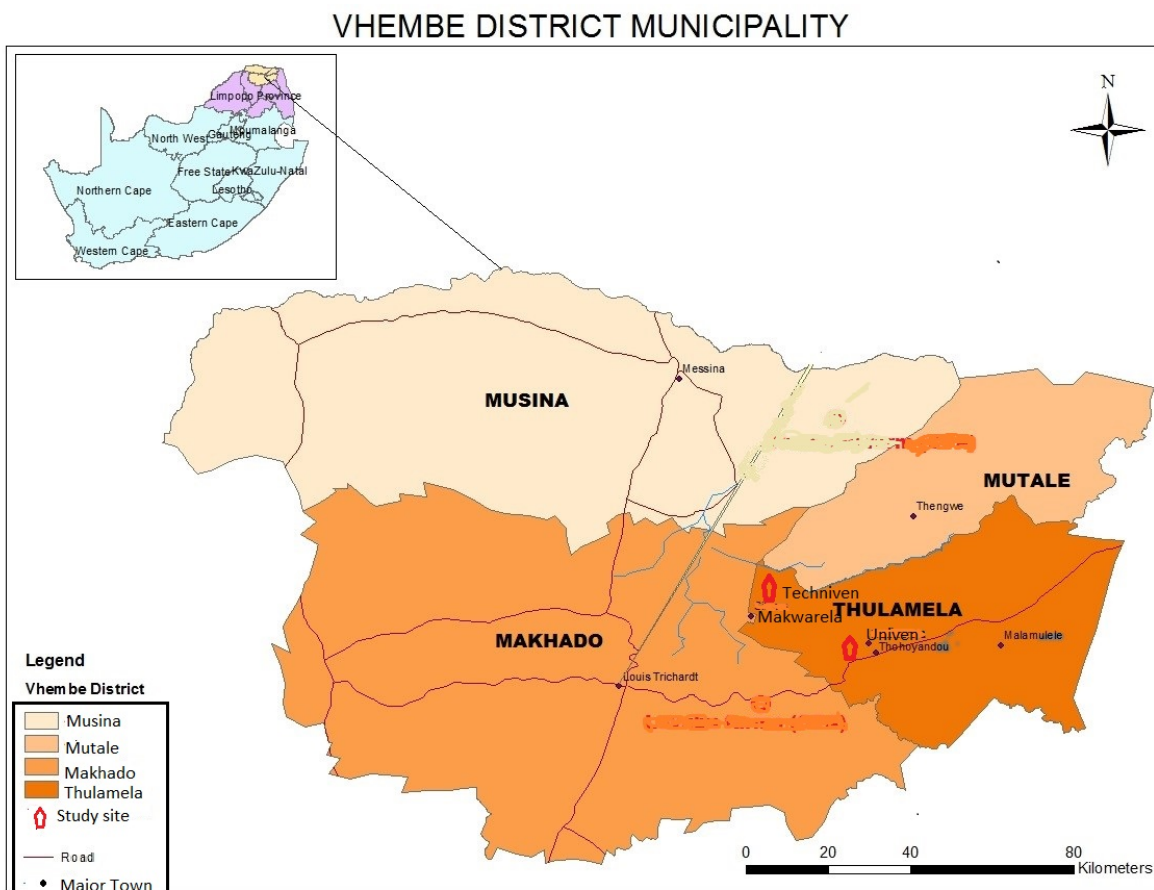 VHEMBE DISTRICT MUNICIPALITY
Limpopo Province
Mpumalanga
Gauteng
North West
Free State
KwaZulu-Natal
Lesotho
Northern Cape
Eastern Cape
Western Cape
N
Messina
MUSINA
MUTALE
Thengwe
Techniven
THULAMELA
Makwarela
Univen
Malamulele
MAKHADO
Thohoyandou
Louis Trichardt
Legend
Vhembe District
Musina
Mutale
Makhado
Thulamela
Study site
Road
Major Town
0 20 40 80
Kilometers